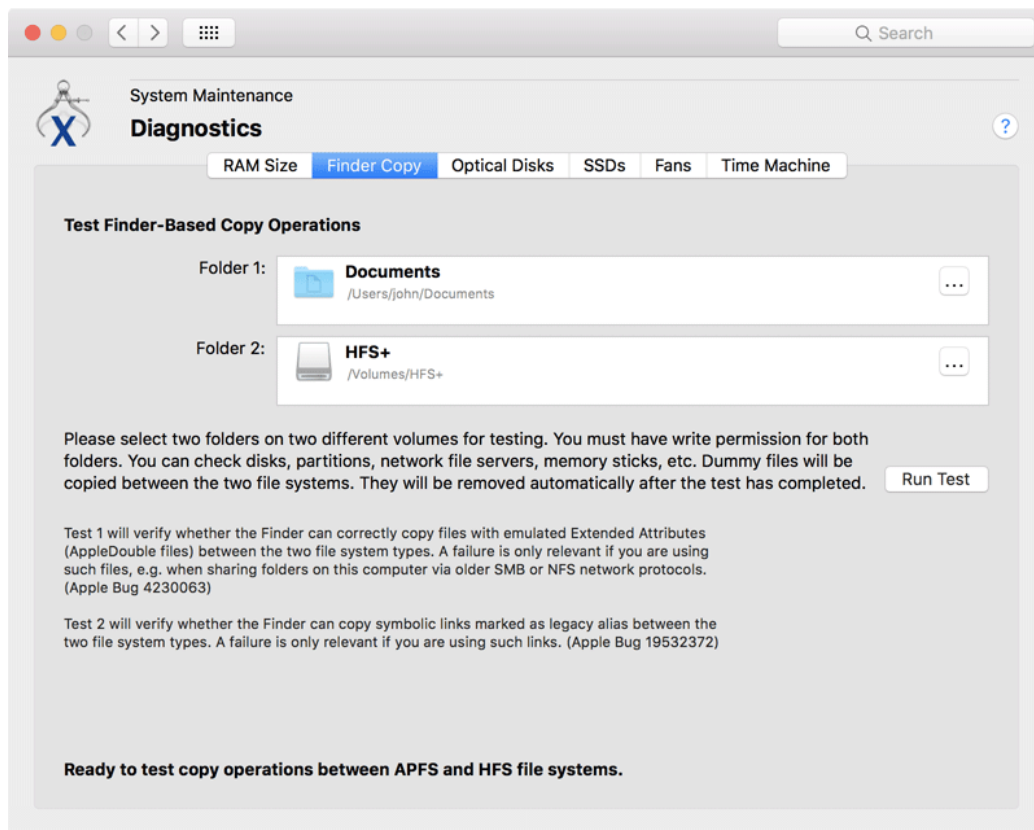 Search
System Maintenance
Diagnostics
?
RAM Size Finder Copy Optical Disks SSDs Fans Time Machine
Test Finder-Based Copy Operations
Folder 1:
Documents
/Users/john/Documents
...
Folder 2:
HFS+
/Volumes/HFS+
...
Please select two folders on two different volumes for testing. You must have write permission for both
folders. You can check disks, partitions, network file servers, memory sticks, etc. Dummy files will be
copied between the two file systems. They will be removed automatically after the test has completed.
Run Test
Test 1 will verify whether the Finder can correctly copy files with emulated Extended Attributes
(AppleDouble files) between the two file system types. A failure is only relevant if you are using
such files, e.g. when sharing folders on this computer via older SMB or NFS network protocols.
(Apple Bug 4230063)
Test 2 will verify whether the Finder can copy symbolic links marked as legacy alias between the
two file system types. A failure is only relevant if you are using such links. (Apple Bug 19532372)
Ready to test copy operations between APFS and HFS file systems.